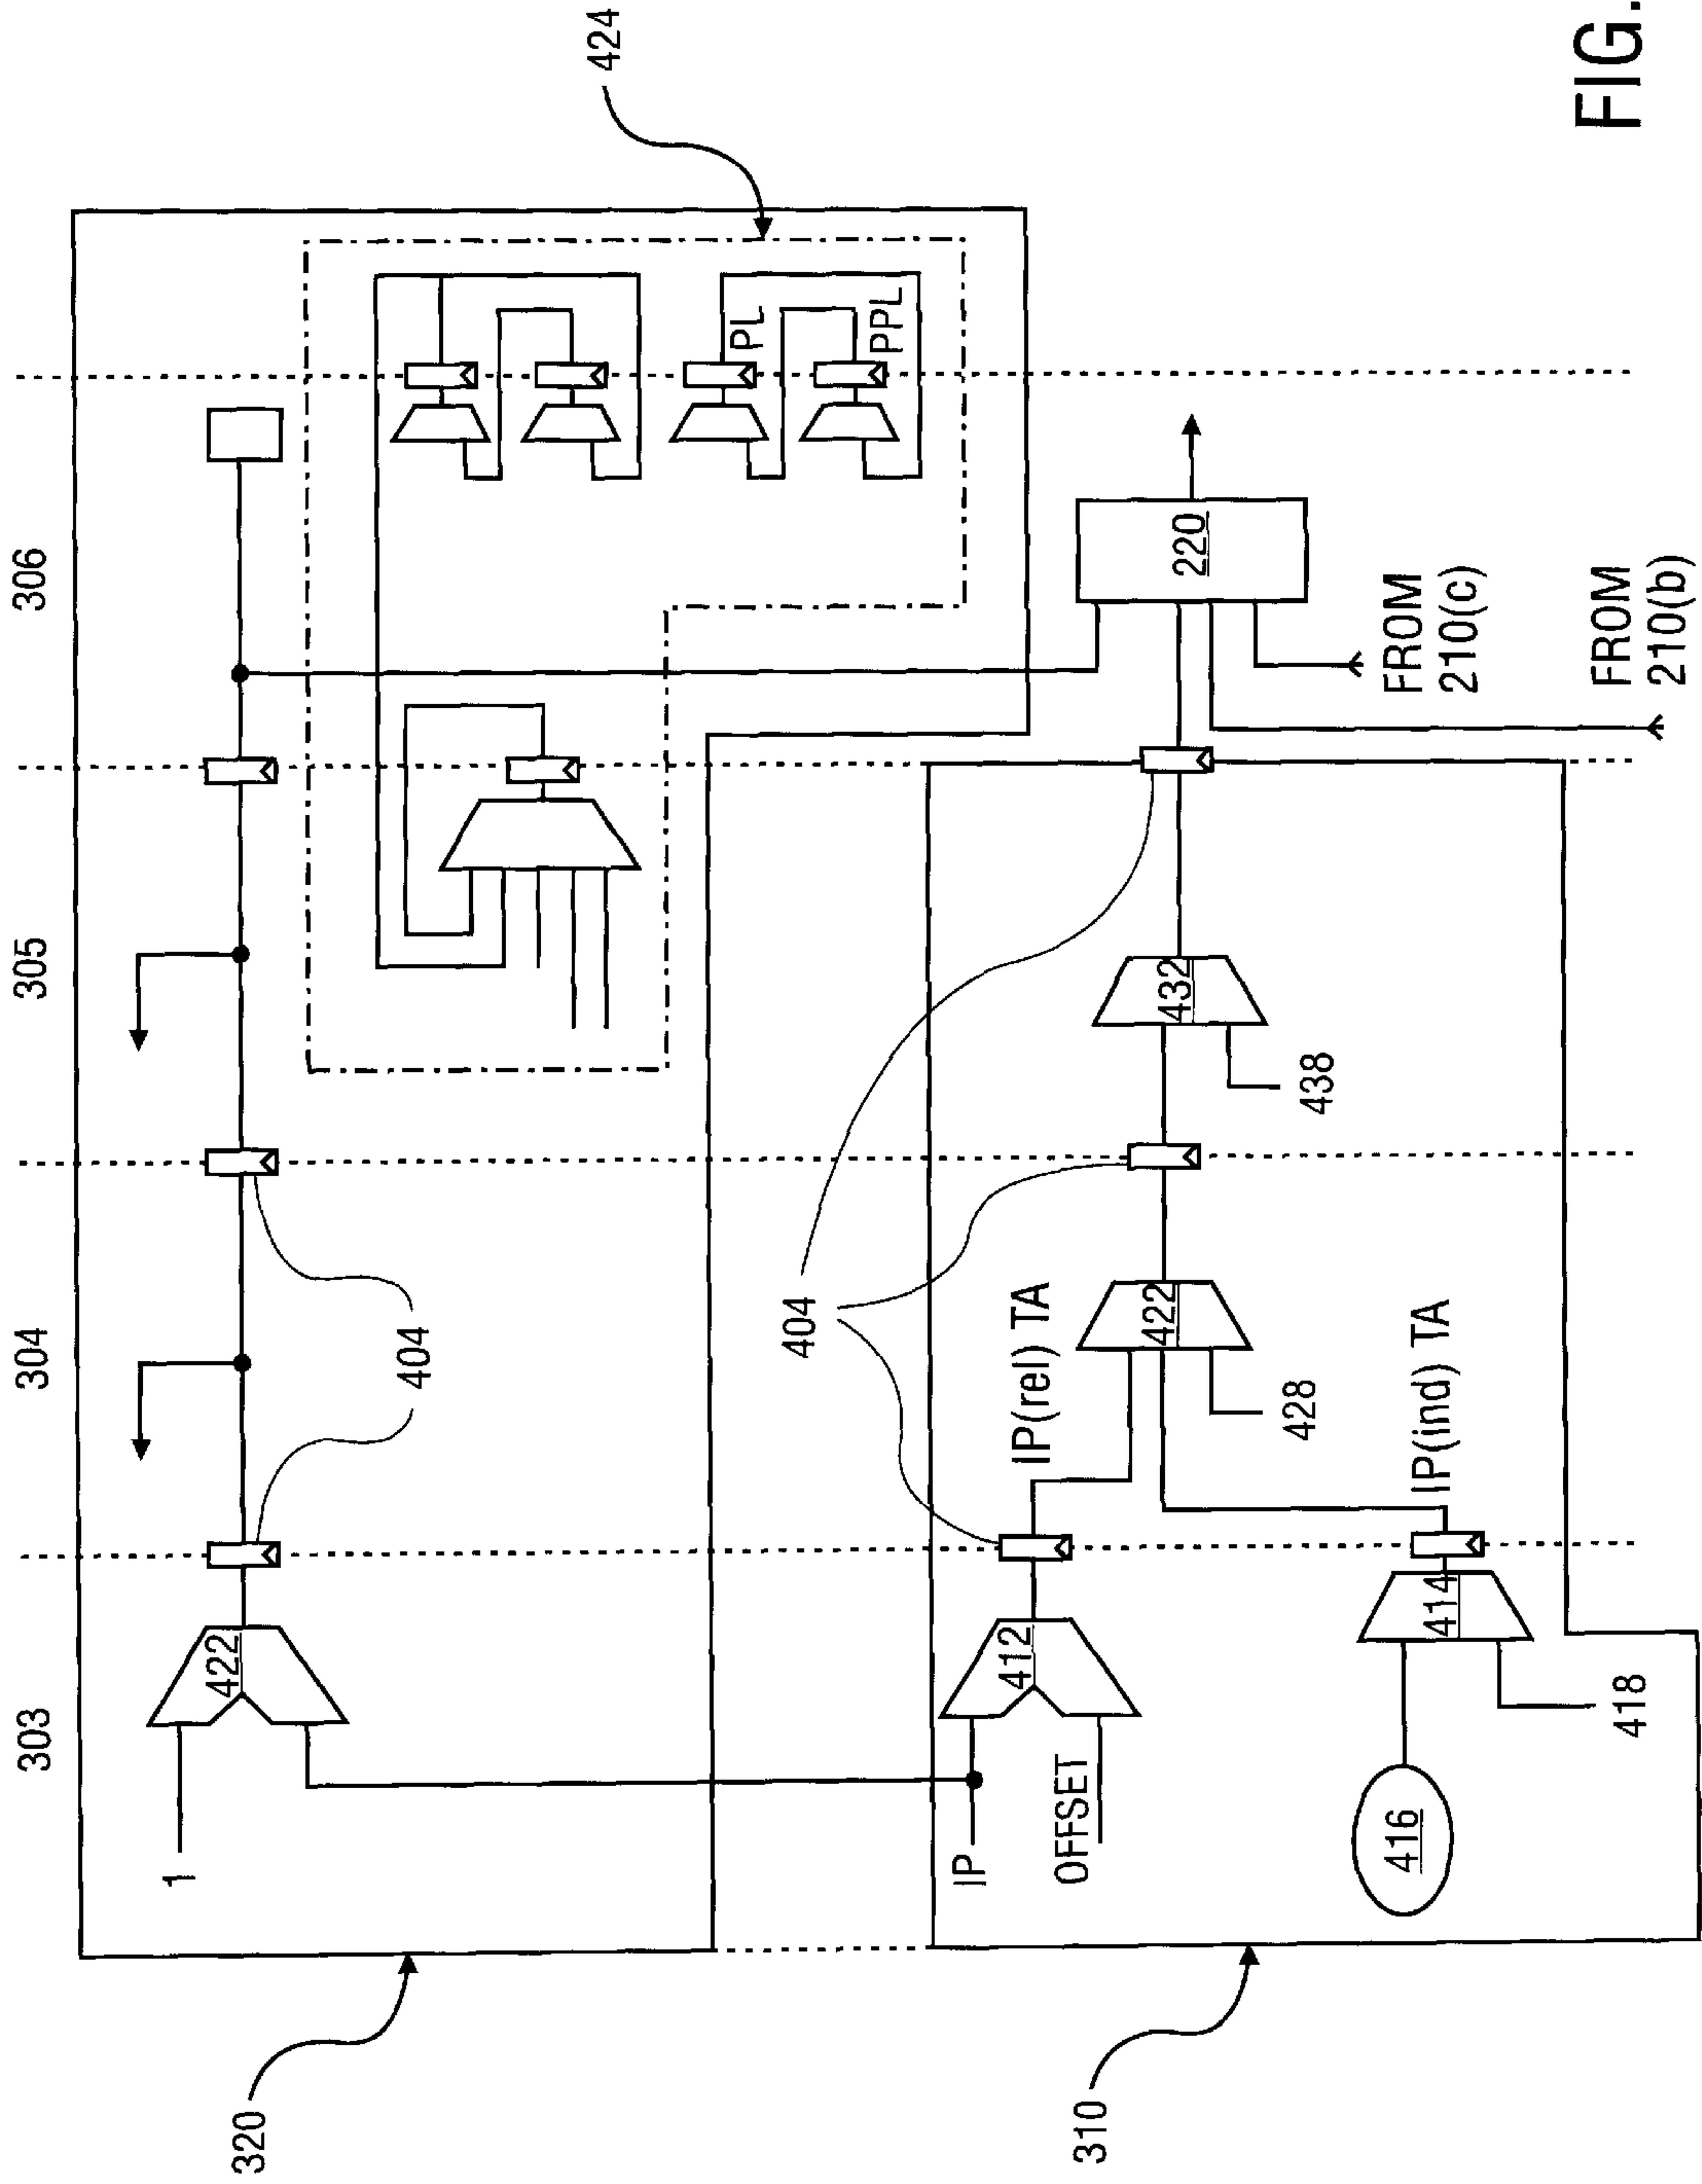 303
304
305
306
320
1
422
404
424
PL
PPL
310
IP
OFFSET
412
IP(rel) TA
404
422
428
432
438
220
FROM
210(c)
FROM
210(b)
416
414
418
IP(ind) TA
FIG.